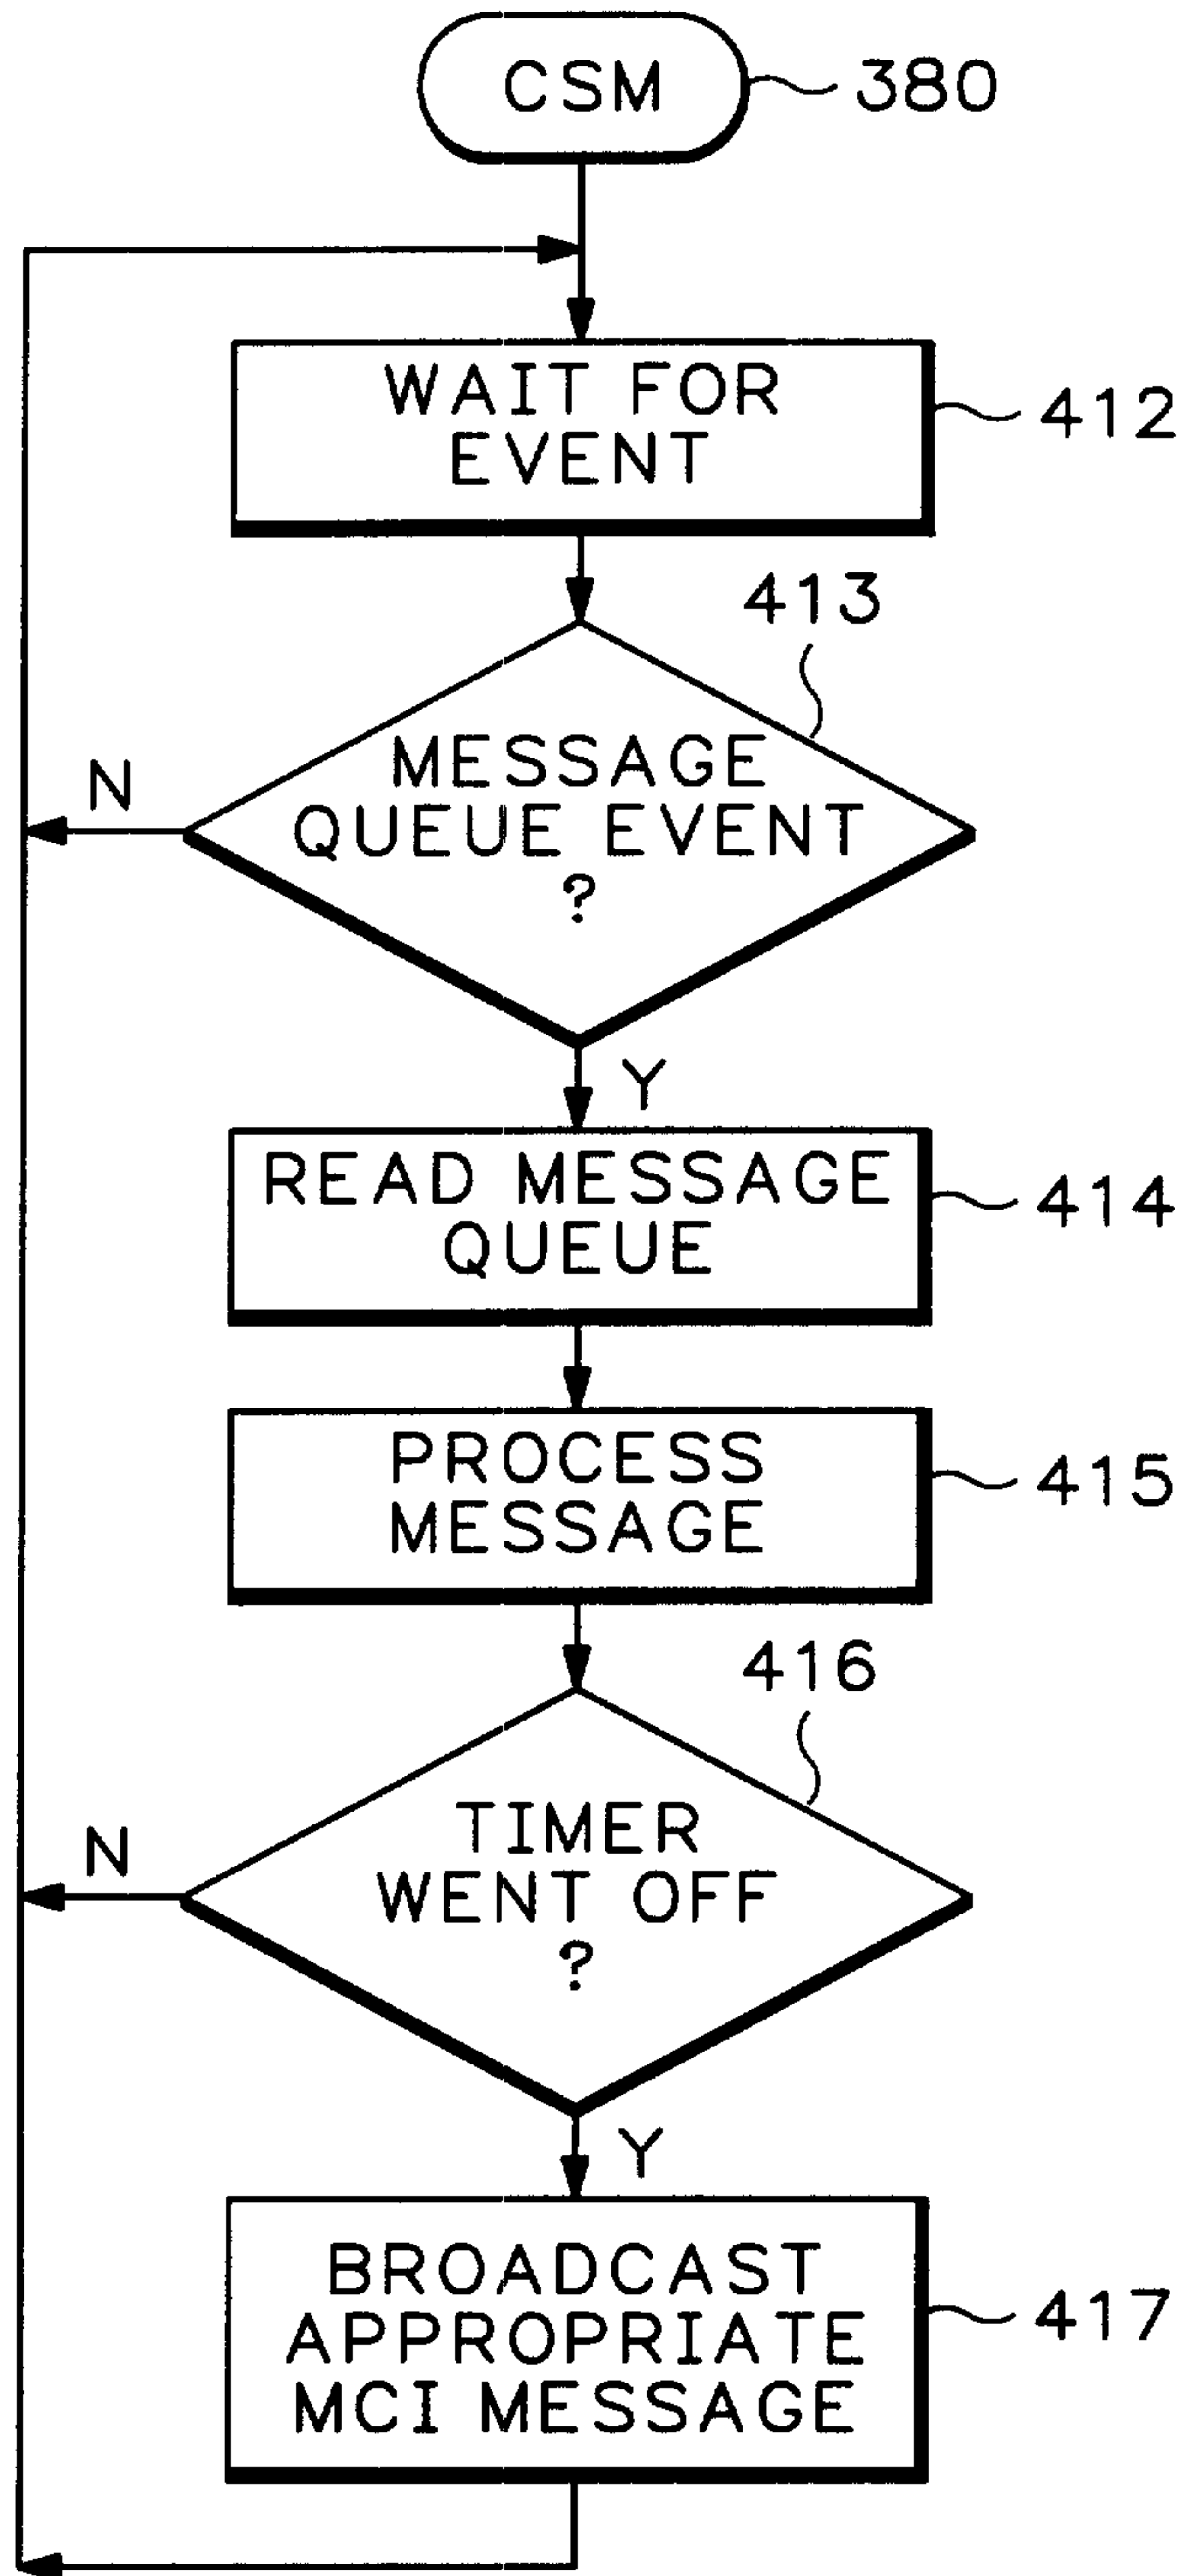 CSM
380
WAIT FOR
EVENT
412
413
MESSAGE
QUEUE EVENT
?
N
Y
READ MESSAGE
QUEUE
414
PROCESS
MESSAGE
415
416
TIMER
WENT OFF
?
N
Y
BROADCAST
APPROPRIATE
MCI MESSAGE
417